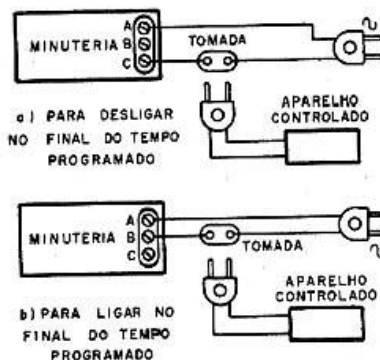 MINUTERIA
A
B
C
TOMADA
a) PARA DESLIGAR
NO FINAL DO TEMPO
PROGRAMADO
APARELHO
CONTROLADO
MINUTERIA
A
B
C
TOMADA
b) PARA LIGAR NO
FINAL DO TEMPO
PROGRAMADO
APARELHO
CONTROLADO